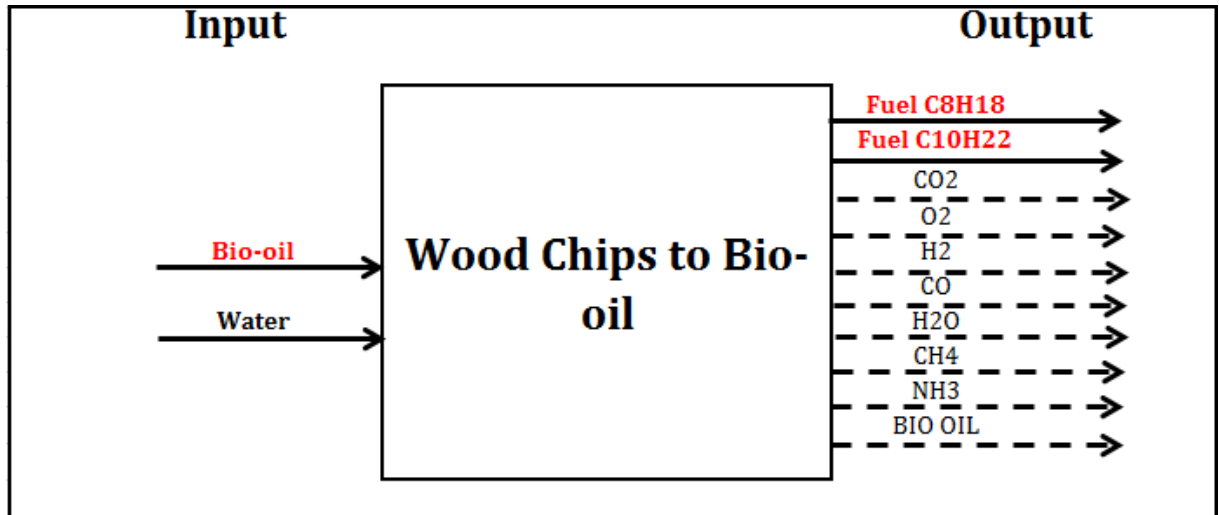 Input
Output
Fuel C8H18
Fuel C10H22
CO2
O2
H2
CO
H2O
CH4
NH3
BIO OIL
Bio-oil
Water
Wood Chips to Bio-
oil